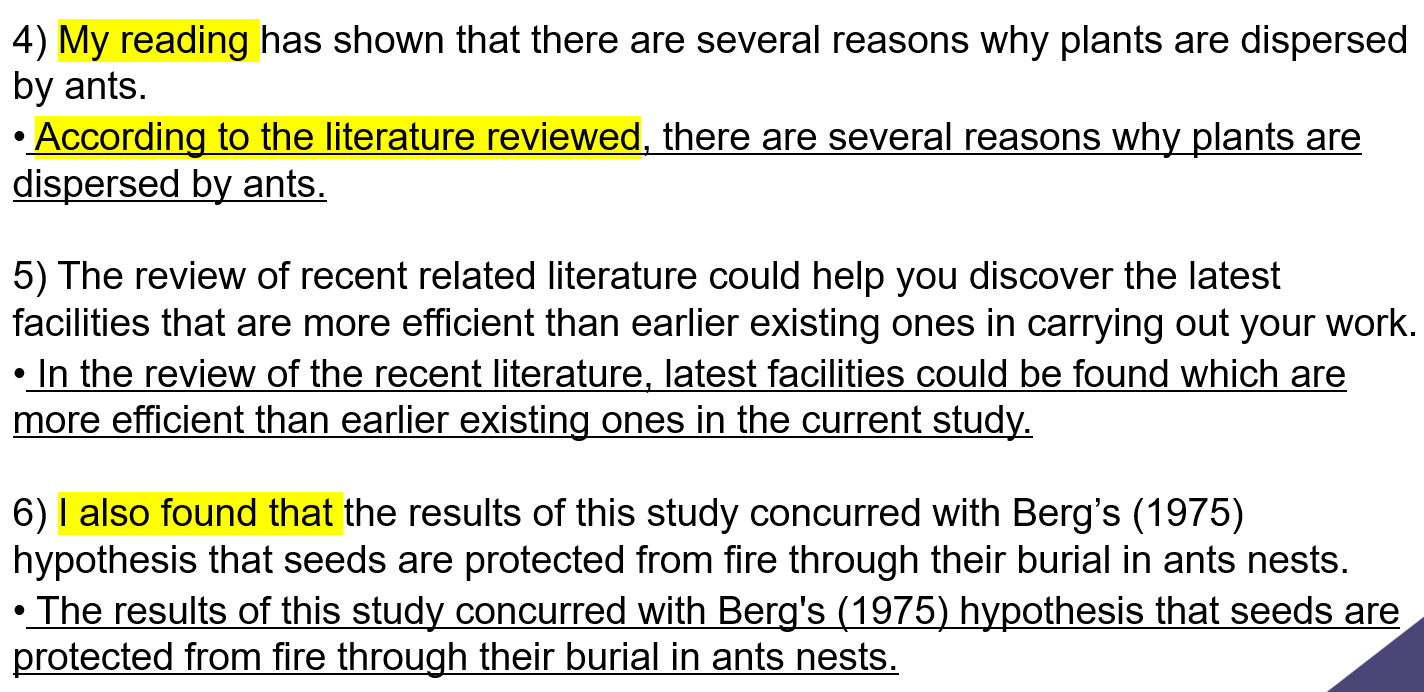 4) My reading has shown that there are several reasons why plants are dispersed
by ants.
• According to the literature reviewed, there are several reasons why plants are
dispersed by ants.
5) The review of recent related literature could help you discover the latest
facilities that are more efficient than earlier existing ones in carrying out your work.
• In the review of the recent literature, latest facilities could be found which are
more efficient than earlier existing ones in the current study.
6) I also found that the results of this study concurred with Berg’s (1975)
hypothesis that seeds are protected from fire through their burial in ants nests.
• The results of this study concurred with Berg's (1975) hypothesis that seeds are
protected from fire through their burial in ants nests.